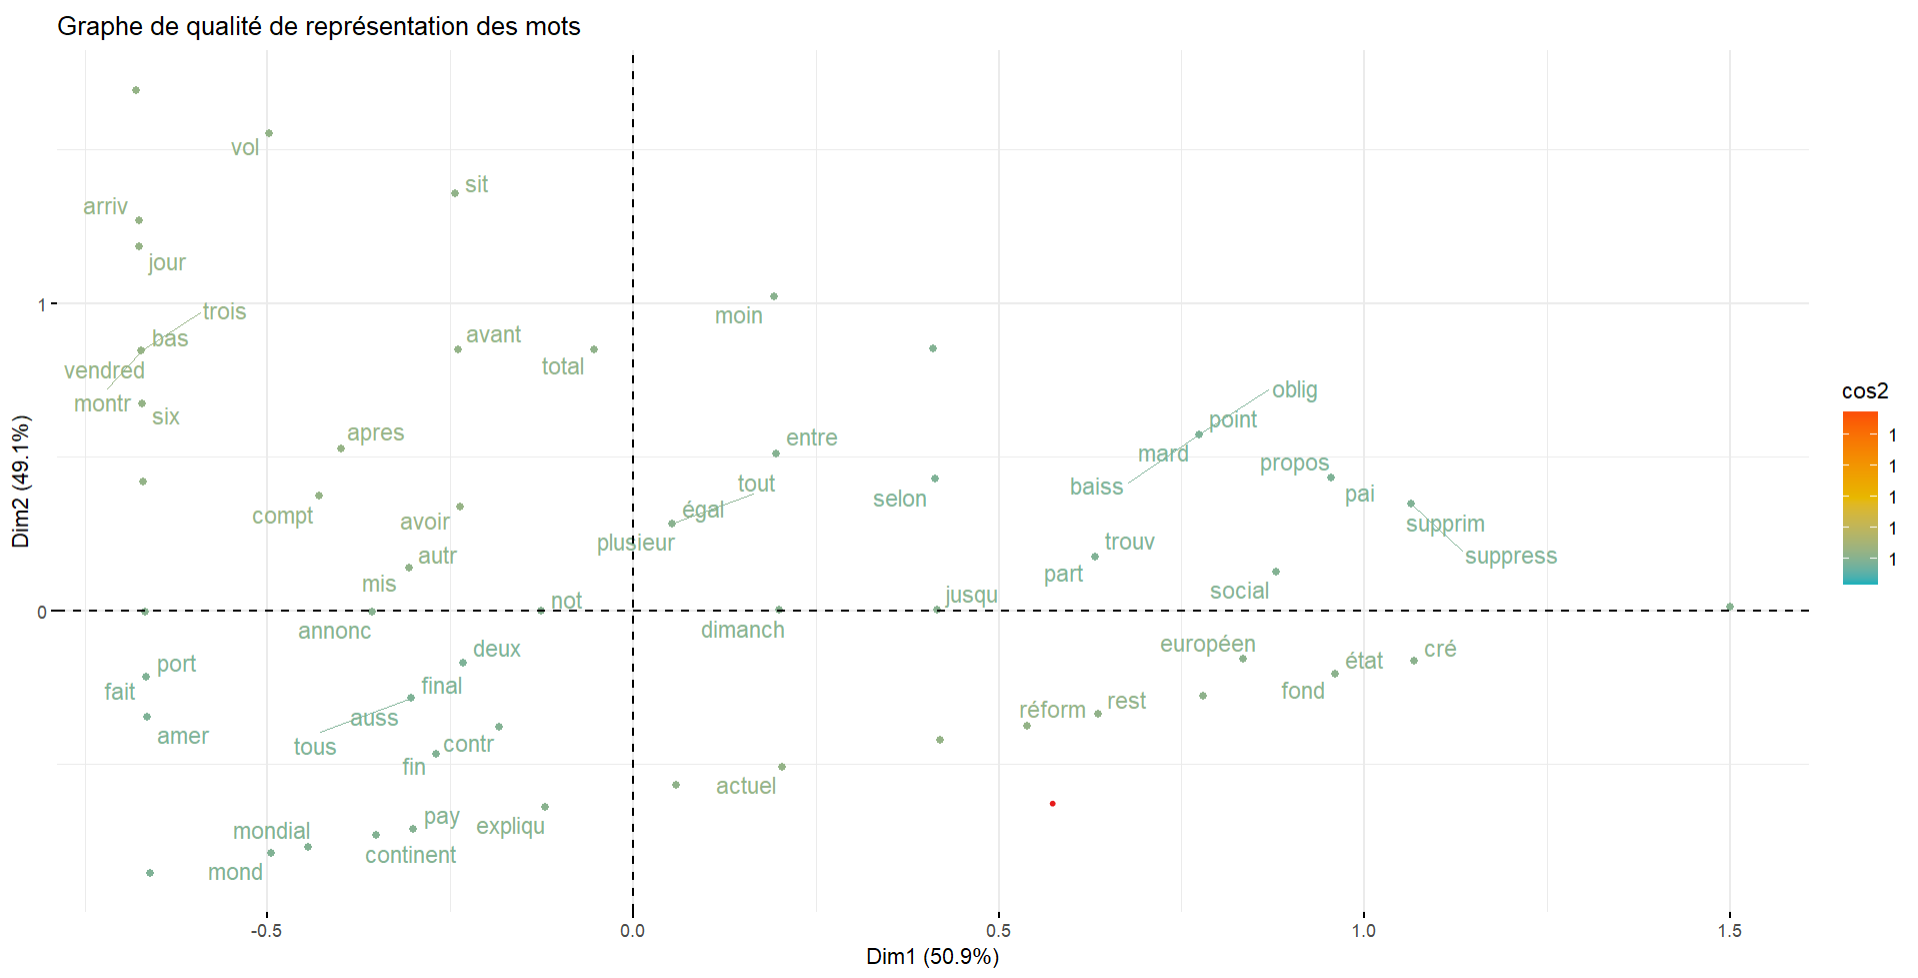 Graphe de qualité de représentation des mots
vol
sit
arriv
jour
trois
1
moin
bas
avant
vendred
total
oblig
cos2
montr
six
point
apres
entre
1
mard
propos
1
tout
baiss
pai
selon
1
égal
compt
avoir
supprim
1
plusieur
trouv
autr
suppress
1
part
mis
social
jusqu
not
0
annonc
dimanch
européen
deux
cré
port
état
final
fait
fond
rest
réform
auss
amer
contr
tous
fin
actuel
pay
expliqu
mondial
continent
mond
-0.5
0.0
0.5
1.0
1.5
Dim1 (50.9%)
Dim2 (49.1%)